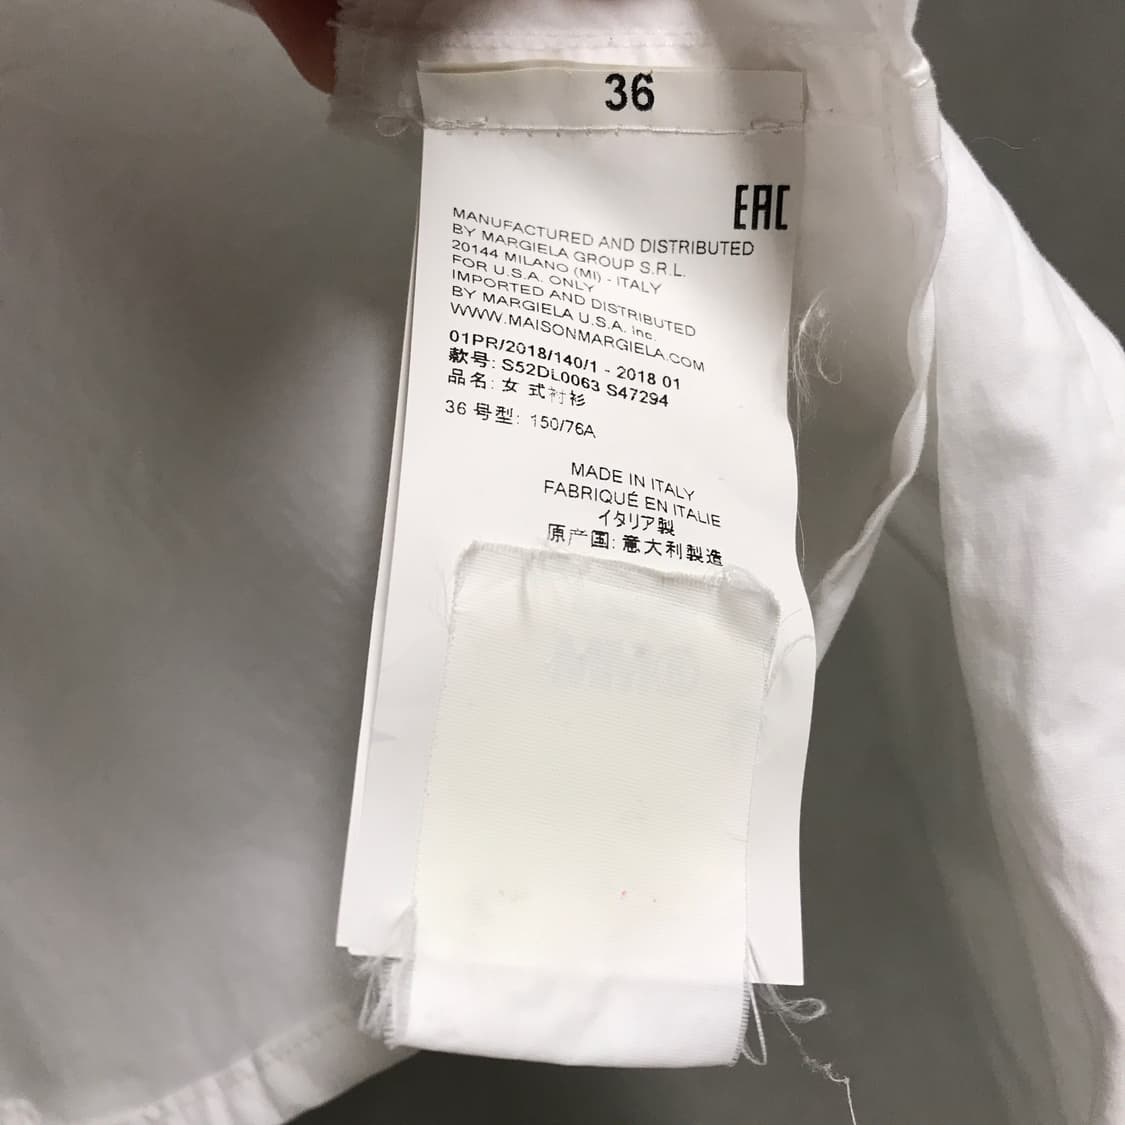 36
EAC
MANUFACTURED AND DISTRIBUTED
BY MARGIELA GROUP S.R.L.
20144 MILANO (MI) - ITALY
FOR U.S.A. ONLY
IMPORTED AND DISTRIBUTED
BY MARGIELA U.S.A. Inc.
WWW.MAISONMARGIELA.COM
01PR/2018/140/1 - 2018 01
款号: S52DL0063 S47294
品名: 女 式衬衫
36 号型: 150/76A
MADE IN ITALY
FABRIQUÉ EN ITALIE
イタリア製
原产国: 意大利製造